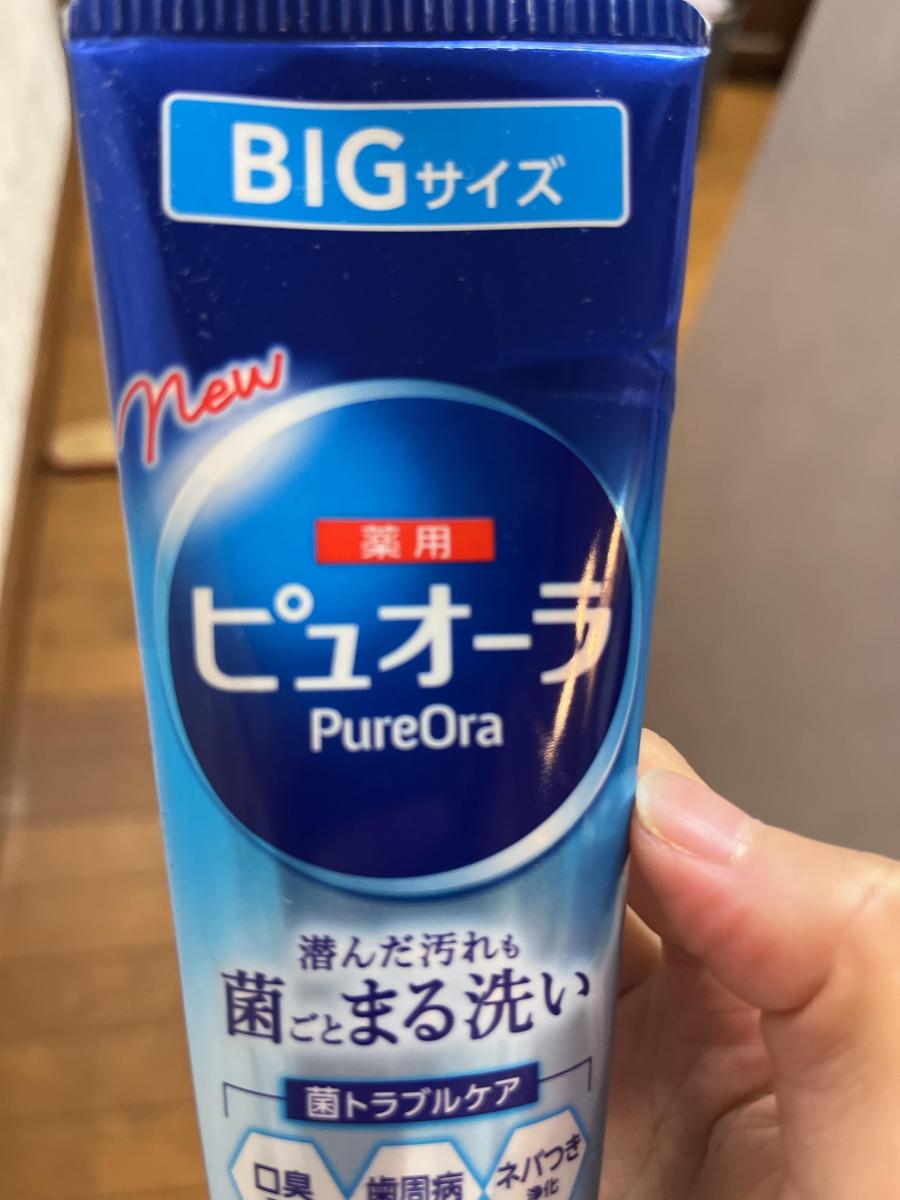 BIGサイズ
New
薬用
ピュオーラ
PureOra
潜んだ汚れも
菌ごとまる洗い
菌トラブルケア
口臭
歯周病
ネバつき
浄化